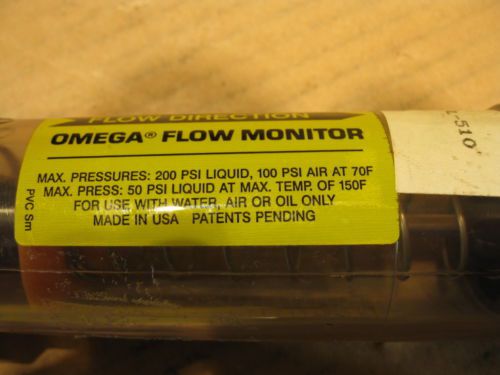 FLOW DIRECTION
OMEGA® FLOW MONITOR
MAX. PRESSURES: 200 PSI LIQUID, 100 PSI AIR AT 70F
MAX. PRESS: 50 PSI LIQUID AT MAX. TEMP. OF 150F
FOR USE WITH WATER, AIR OR OIL ONLY
MADE IN USA PATENTS PENDING
PVC Sm
-510